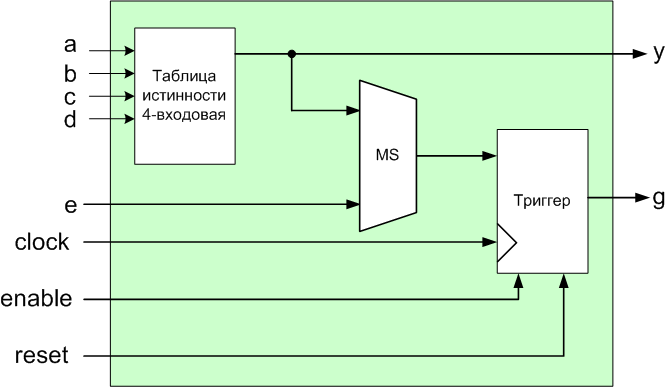 a
b
c
d
Таблица
истинности
4-входовая
y
MS
e
Триггер
g
clock
enable
reset